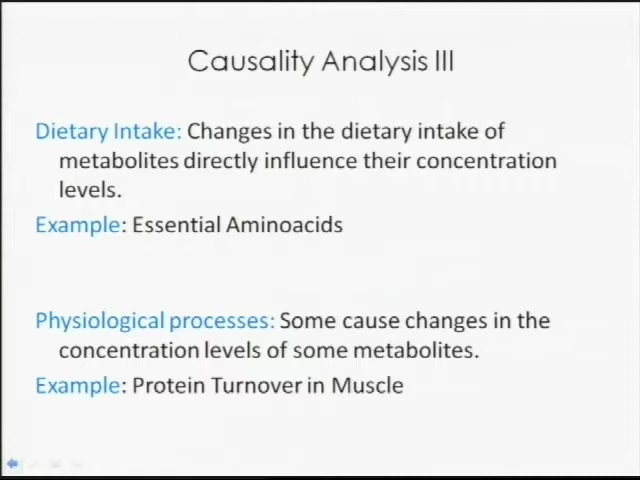 Causality Analysis III
Dietary Intake: Changes in the dietary intake of
metabolites directly influence their concentration
levels.
Example: Essential Aminoacids
Physiological processes: Some cause changes in the
concentration levels of some metabolites.
Example: Protein Turnover in Muscle